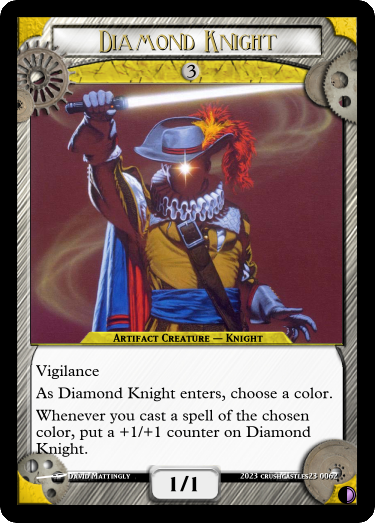 Diamond Knight
3
Artifact Creature — Knight
Vigilance
As Diamond Knight enters, choose a color.
Whenever you cast a spell of the chosen
color, put a +1/+1 counter on Diamond
Knight.
David Mattingly
1/1
2023 crushcastles23 0062